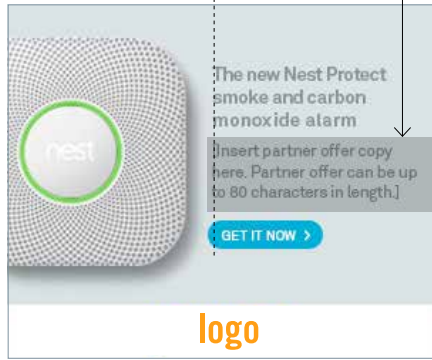 nest
The new Nest Protect
smoke and carbon
monoxide alarm
[Insert partner offer copy
here. Partner offer can be up
to 80 characters in length.]
GET IT NOW >
logo